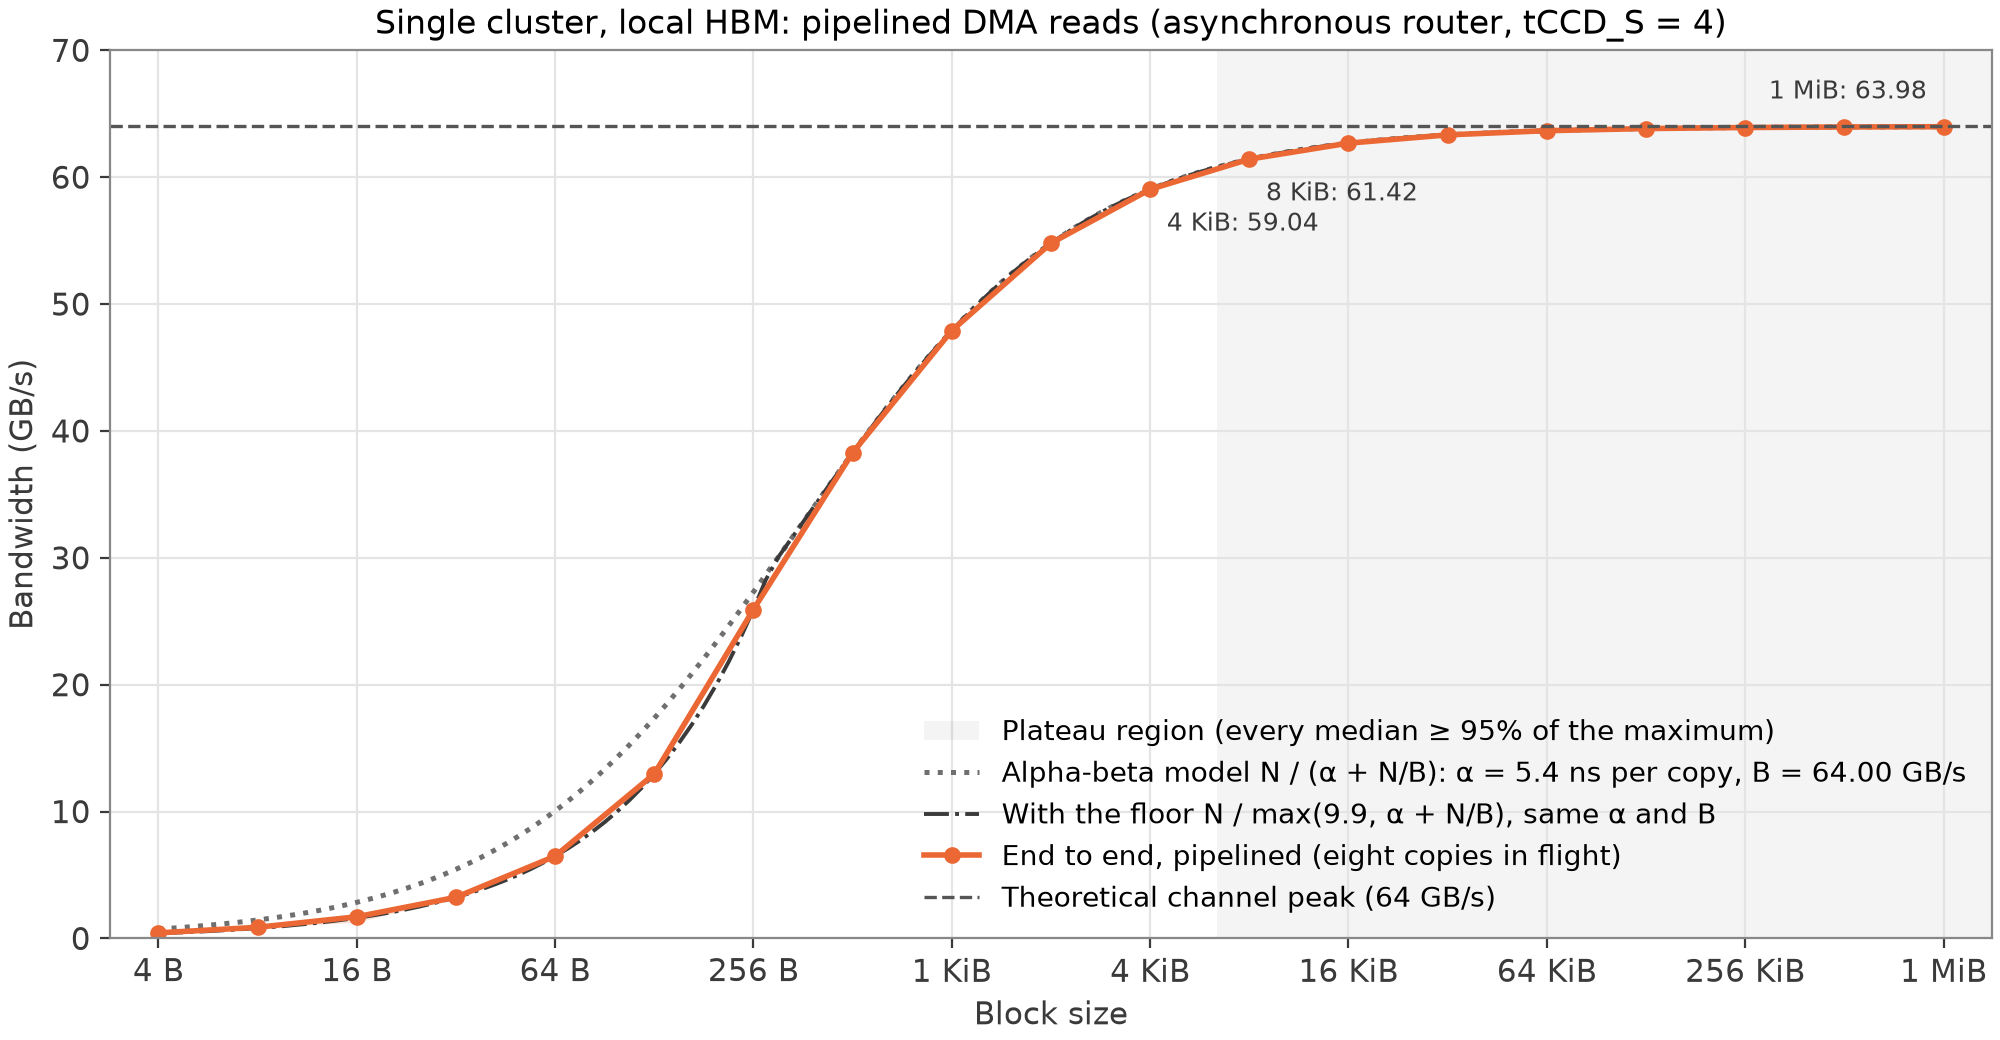 Single cluster, local HBM: pipelined DMA reads (asynchronous router, tCCD_S = 4)
Bandwidth (GB/s)
70
60
50
40
30
20
10
0
1 MiB: 63.98
8 KiB: 61.42
4 KiB: 59.04
Plateau region (every median ≥ 95% of the maximum)
Alpha-beta model N / (α + N/B): α = 5.4 ns per copy, B = 64.00 GB/s
With the floor N / max(9.9, α + N/B), same α and B
End to end, pipelined (eight copies in flight)
Theoretical channel peak (64 GB/s)
4 B 16 B 64 B 256 B 1 KiB 4 KiB 16 KiB 64 KiB 256 KiB 1 MiB
Block size